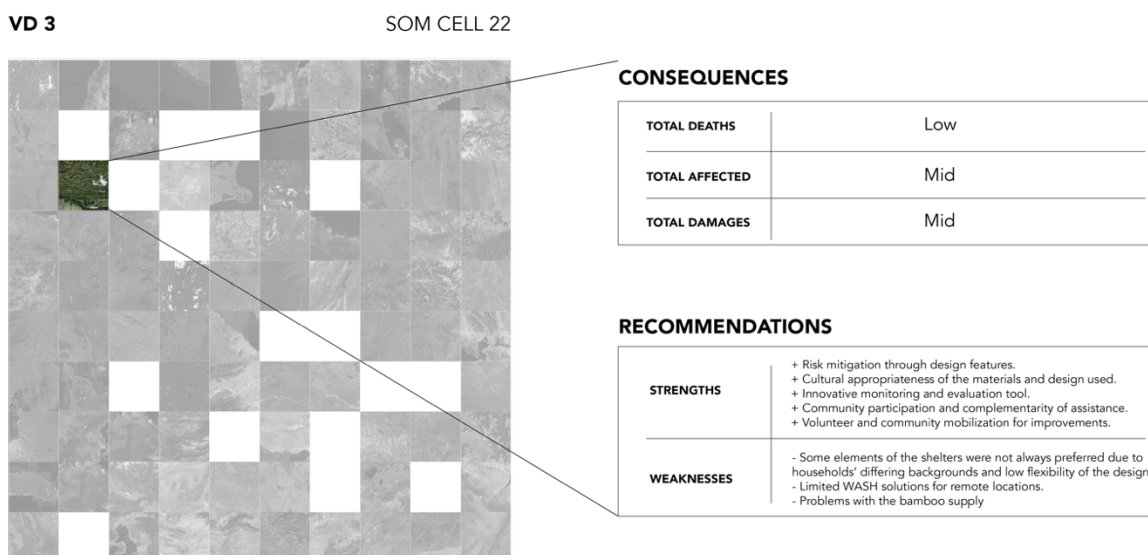 VD 3
SOM CELL 22
CONSEQUENCES
TOTAL DEATHS Low
TOTAL AFFECTED Mid
TOTAL DAMAGES Mid
RECOMMENDATIONS
STRENGTHS
+ Risk mitigation through design features.
+ Cultural appropriateness of the materials and design used.
+ Innovative monitoring and evaluation tool.
+ Community participation and complementarity of assistance.
+ Volunteer and community mobilization for improvements.
WEAKNESSES
- Some elements of the shelters were not always preferred due to
households’ differing backgrounds and low flexibility of the design
- Limited WASH solutions for remote locations.
- Problems with the bamboo supply